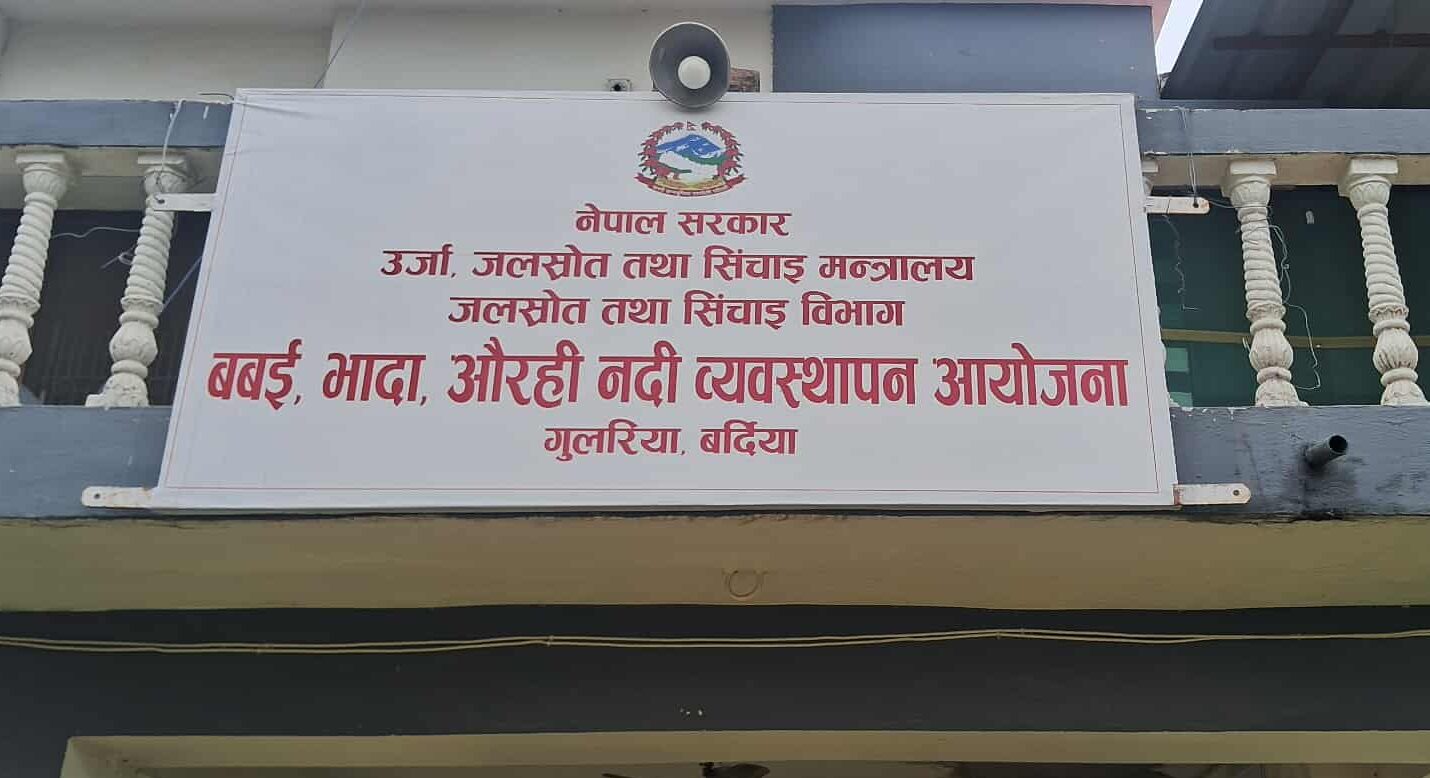 नेपाल सरकार
उर्जा, जलस्रोत तथा सिंचाइ मन्त्रालय
जलस्रोत तथा सिंचाइ विभाग
बबई, भादा, औरही नदी व्यवस्थापन आयोजना
गुलरिया, बर्दिया